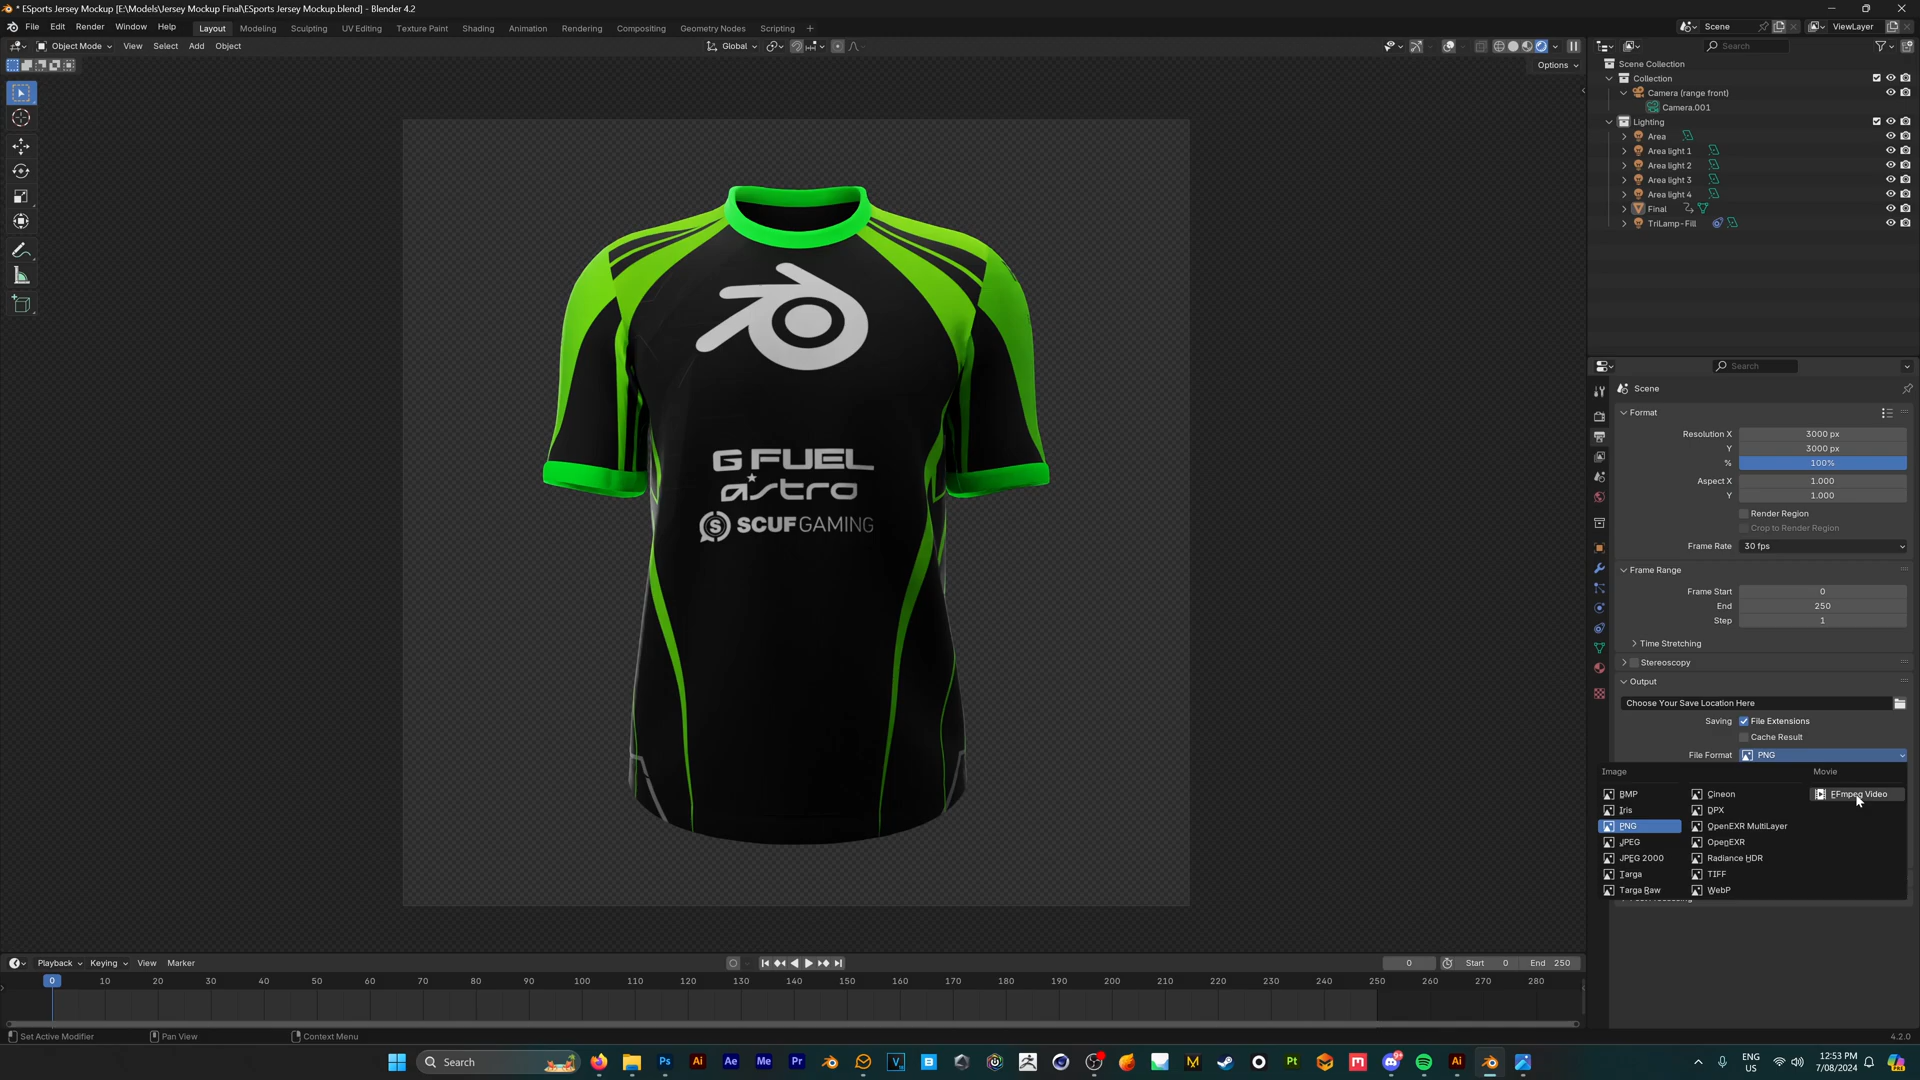 * ESports Jersey Mockup [E:\Models\Jersey Mockup Final\ESports Jersey Mockup.blend] - Blender 4.2
File Edit Render Window Help Layout Modeling Sculpting UV Editing Texture Paint Shading Animation Rendering Compositing Geometry Nodes Scripting + Scene ViewLayer
Object Mode View Select Add Object Global Search
Options
Scene Collection
Collection
Camera (range front)
Camera.001
Lighting
Area
Area light 1
Area light 2
Area light 3
Area light 4
Final
TriLamp-Fill
G FUEL
astro
S SCUF GAMING
Search
Scene
Format
Resolution X 3000 px
Y 3000 px
% 100%
Aspect X 1.000
Y 1.000
Render Region
Crop to Render Region
Frame Rate 30 fps
Frame Range
Frame Start 0
End 250
Step 1
Time Stretching
Stereoscopy
Output
Choose Your Save Location Here
Saving File Extensions
Cache Result
File Format PNG
Image Movie
BMP Cineon FFmpeg Video
Iris DPX
PNG OpenEXR MultiLayer
JPEG OpenEXR
JPEG 2000 Radiance HDR
Targa TIFF
Targa Raw WebP
Playback Keying View Marker 0 Start 0 End 250
0 10 20 30 40 50 60 70 80 90 100 110 120 130 140 150 160 170 180 190 200 210 220 230 240 250 260 270 280
Set Active Modifier Pan View Context Menu 4.2.0
Search Ps Ai Ae Me Pr Pt Ai ENG US 12:53 PM 7/08/2024